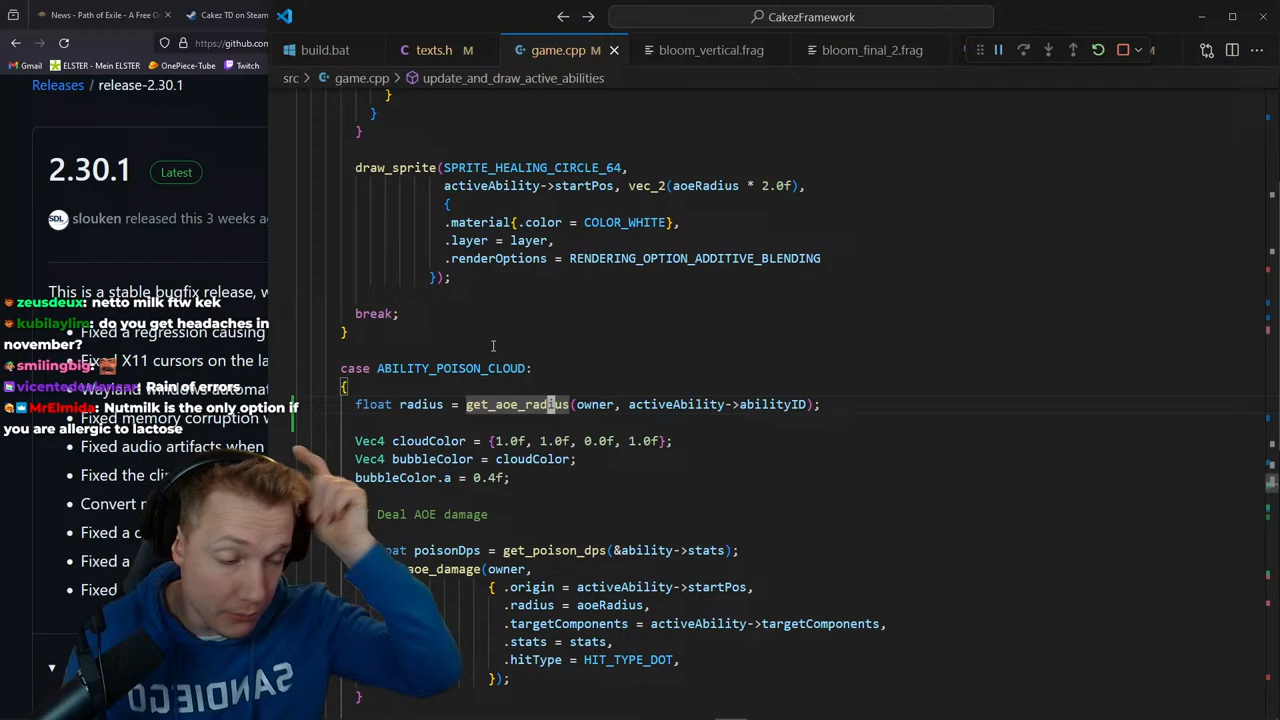 News - Path of Exile - A Free O
Cakez TD on Steam
https://github.com
Gmail
ELSTER - Mein ELSTER
OnePiece-Tube
Twitch
Releases / release-2.30.1
2.30.1
Latest
slouken released this 3 weeks ag
This is a stable bugfix release, w
Fixed a regression causing
Fixed X11 cursors on the la
Wayland windows automat
Fixed memory corruption w
Fixed audio artifacts when
Fixed the cli
Convert r
Fixed a c
Fixed a
Fixed
zeusdeux: netto milk ftw kek
kubilaylim: do you get headaches in
november?
smilingbig:
: Rain of errors
MrElmida: Nutmilk is the only option if
you are allergic to lactose
SANDIEGO
CakezFramework
build.bat
texts.h M
game.cpp M
bloom_vertical.frag
bloom_final_2.frag
M
src > game.cpp > update_and_draw_active_abilities
}
}
}
draw_sprite(SPRITE_HEALING_CIRCLE_64,
activeAbility->startPos, vec_2(aoeRadius * 2.0f),
{
.material{.color = COLOR_WHITE},
.layer = layer,
.renderOptions = RENDERING_OPTION_ADDITIVE_BLENDING
});
break;
}
case ABILITY_POISON_CLOUD:
{
float radius = get_aoe_radius(owner, activeAbility->abilityID);
Vec4 cloudColor = {1.0f, 1.0f, 0.0f, 1.0f};
Vec4 bubbleColor = cloudColor;
bubbleColor.a = 0.4f;
Deal AOE damage
at poisonDps = get_poison_dps(&ability->stats);
aoe_damage(owner,
{ .origin = activeAbility->startPos,
.radius = aoeRadius,
.targetComponents = activeAbility->targetComponents,
.stats = stats,
.hitType = HIT_TYPE_DOT,
});
}